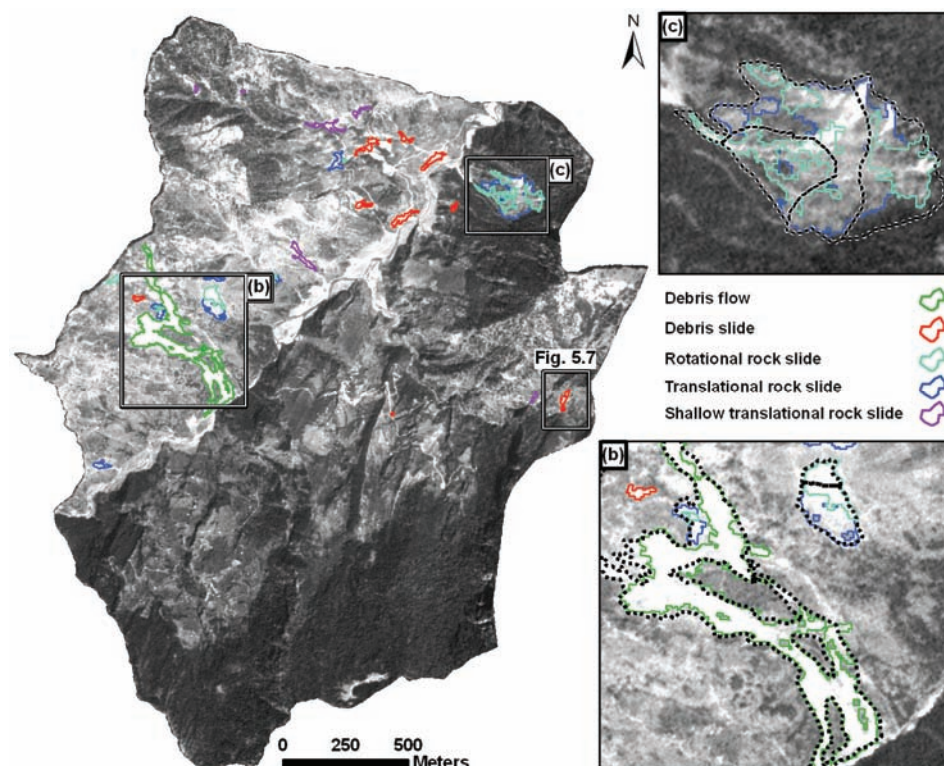 N
(c)
(c)
(b)
Fig. 5.7
Debris flow
Debris slide
Rotational rock slide
Translational rock slide
Shallow translational rock slide
(b)
0 250 500
Meters